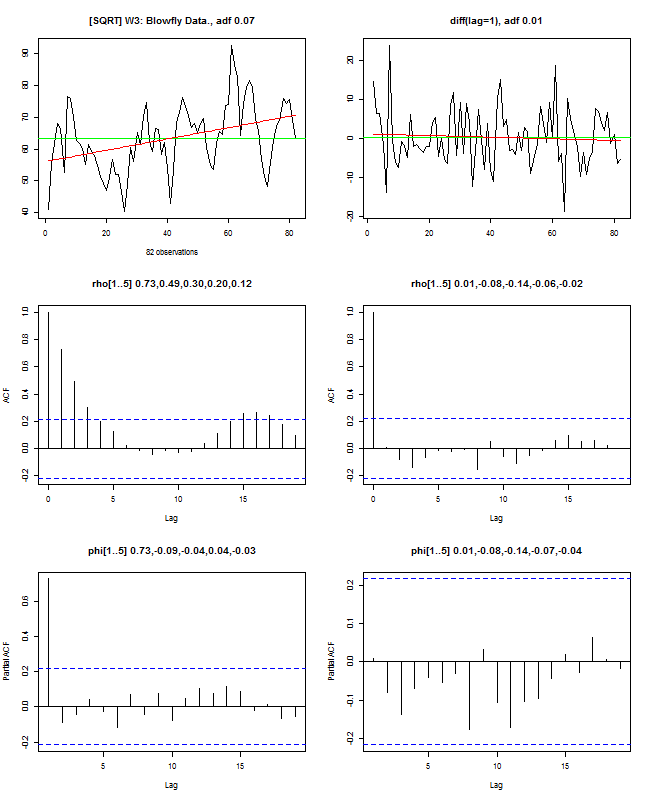 [SQRT] W3: Blowfly Data., adf 0.07
40 50 60 70 80 90
0 20 40 60 80
82 observations
diff(lag=1), adf 0.01
-20 -10 0 10 20
0 20 40 60 80
rho[1..5] 0.73,0.49,0.30,0.20,0.12
ACF
-0.2 0.0 0.2 0.4 0.6 0.8 1.0
0 5 10 15
Lag
rho[1..5] 0.01,-0.08,-0.14,-0.06,-0.02
ACF
-0.2 0.0 0.2 0.4 0.6 0.8 1.0
0 5 10 15
Lag
phi[1..5] 0.73,-0.09,-0.04,0.04,-0.03
Partial ACF
-0.2 0.0 0.2 0.4 0.6
5 10 15
Lag
phi[1..5] 0.01,-0.08,-0.14,-0.07,-0.04
Partial ACF
-0.2 -0.1 0.0 0.1 0.2
5 10 15
Lag